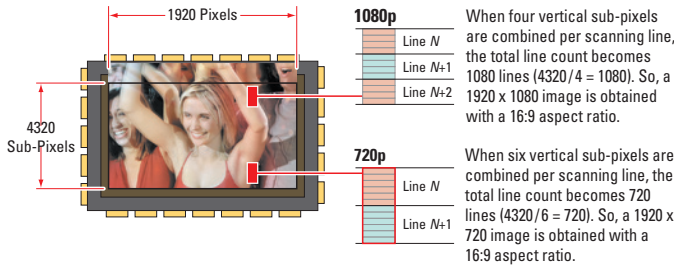 1920 Pixels
4320
Sub-Pixels
1080p
Line N
Line N+1
Line N+2
When four vertical sub-pixels
are combined per scanning line,
the total line count becomes
1080 lines (4320/4 = 1080). So, a
1920 x 1080 image is obtained
with a 16:9 aspect ratio.
720p
Line N
Line N+1
When six vertical sub-pixels are
combined per scanning line, the
total line count becomes 720
lines (4320/6 = 720). So, a 1920 x
720 image is obtained with a
16:9 aspect ratio.